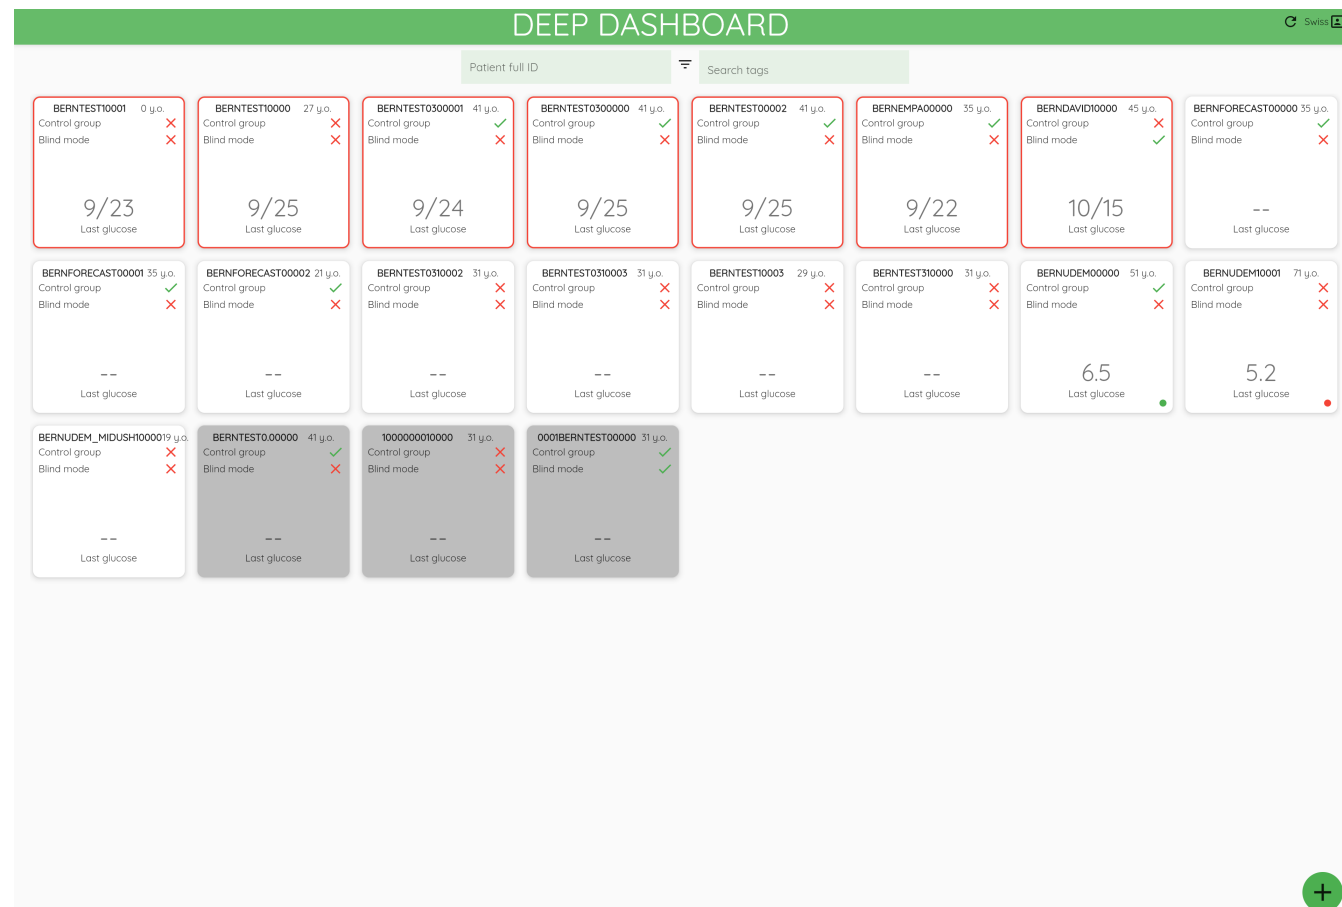 DEEP DASHBOARD
Swiss
Patient full ID
Search tags
BERNTEST10001 0 y.o.
Control group
Blind mode
9/23
Last glucose
BERNTEST10000 27 y.o.
Control group
Blind mode
9/25
Last glucose
BERNTEST0300001 41 y.o.
Control group
Blind mode
9/24
Last glucose
BERNTEST0300000 41 y.o.
Control group
Blind mode
9/25
Last glucose
BERNTEST00002 41 y.o.
Control group
Blind mode
9/25
Last glucose
BERNEMPA00000 35 y.o.
Control group
Blind mode
9/22
Last glucose
BERNDAVID10000 45 y.o.
Control group
Blind mode
10/15
Last glucose
BERNFORECAST00000 35 y.o.
Control group
Blind mode
--
Last glucose
BERNFORECAST00001 35 y.o.
Control group
Blind mode
--
Last glucose
BERNFORECAST00002 21 y.o.
Control group
Blind mode
--
Last glucose
BERNTEST0310002 31 y.o.
Control group
Blind mode
--
Last glucose
BERNTEST0310003 31 y.o.
Control group
Blind mode
--
Last glucose
BERNTEST10003 29 y.o.
Control group
Blind mode
--
Last glucose
BERNTEST310000 31 y.o.
Control group
Blind mode
--
Last glucose
BERNUDEM00000 51 y.o.
Control group
Blind mode
6.5
Last glucose
BERNUDEM10001 71 y.o.
Control group
Blind mode
5.2
Last glucose
BERNUDEM_MIDUSH10000 19 y.o.
Control group
Blind mode
--
Last glucose
BERNTEST0.00000 41 y.o.
Control group
Blind mode
--
Last glucose
1000000010000 31 y.o.
Control group
Blind mode
--
Last glucose
0001BERNTEST00000 31 y.o.
Control group
Blind mode
--
Last glucose